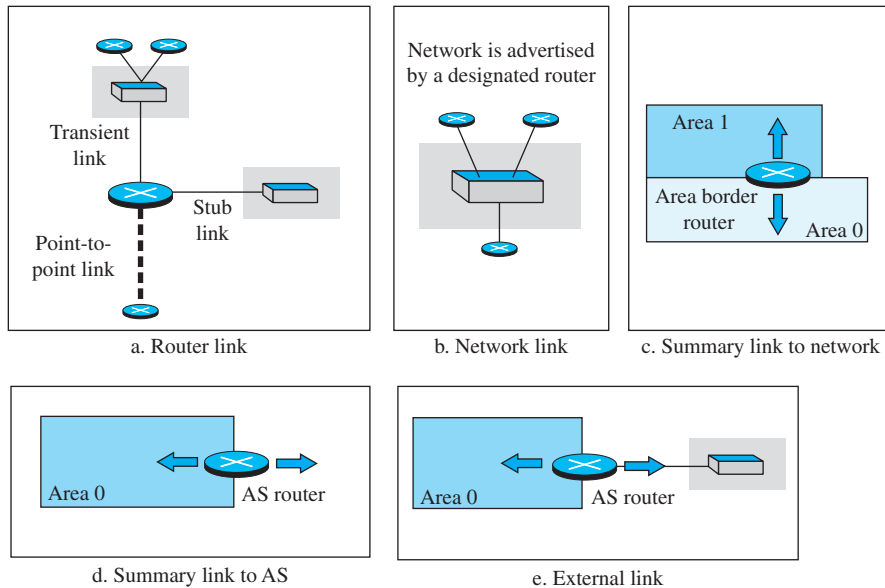 Transient
link
Stub
link
Point-to-
point link
a. Router link
Network is advertised
by a designated router
b. Network link
Area 1
Area border
router
Area 0
c. Summary link to network
Area 0
AS router
d. Summary link to AS
Area 0
AS router
e. External link